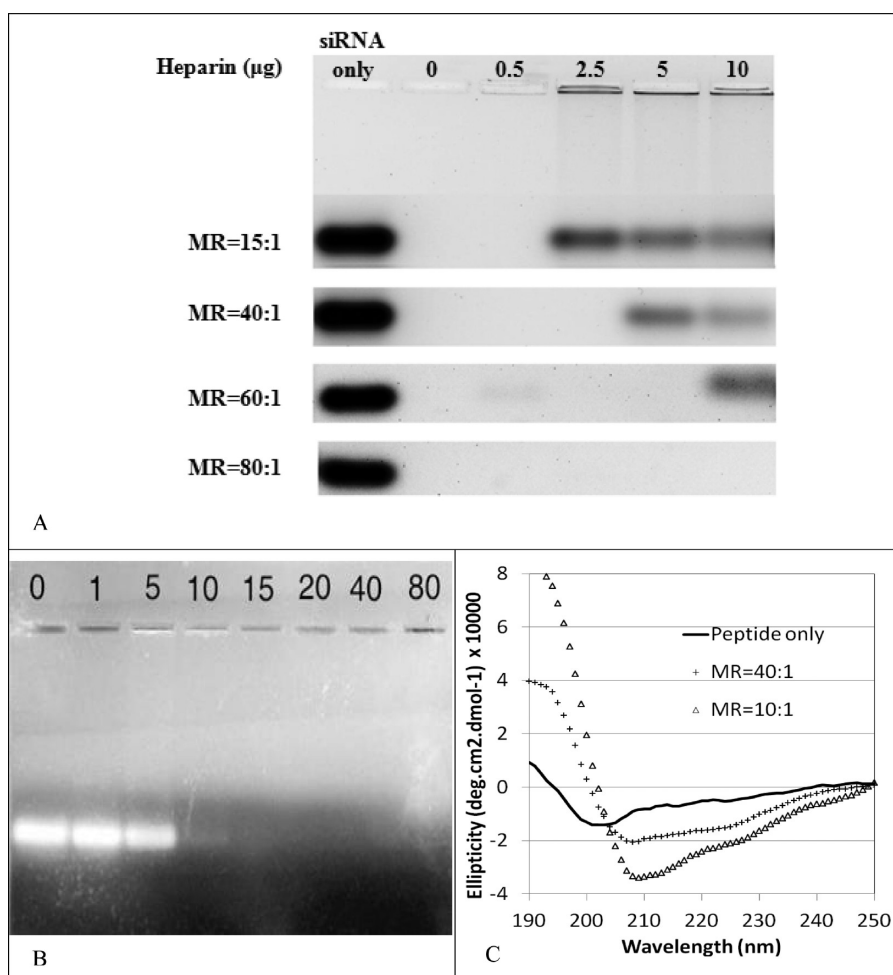 siRNA
Heparin (µg) only 0 0.5 2.5 5 10
MR=15:1
MR=40:1
MR=60:1
MR=80:1
A
0 1 5 10 15 20 40 80
B
8
6
4
2
0
-2
-4
Ellipticity (deg.cm2.dmol-1) x 10000
Peptide only
MR=40:1
MR=10:1
190 200 210 220 230 240 250
Wavelength (nm)
C